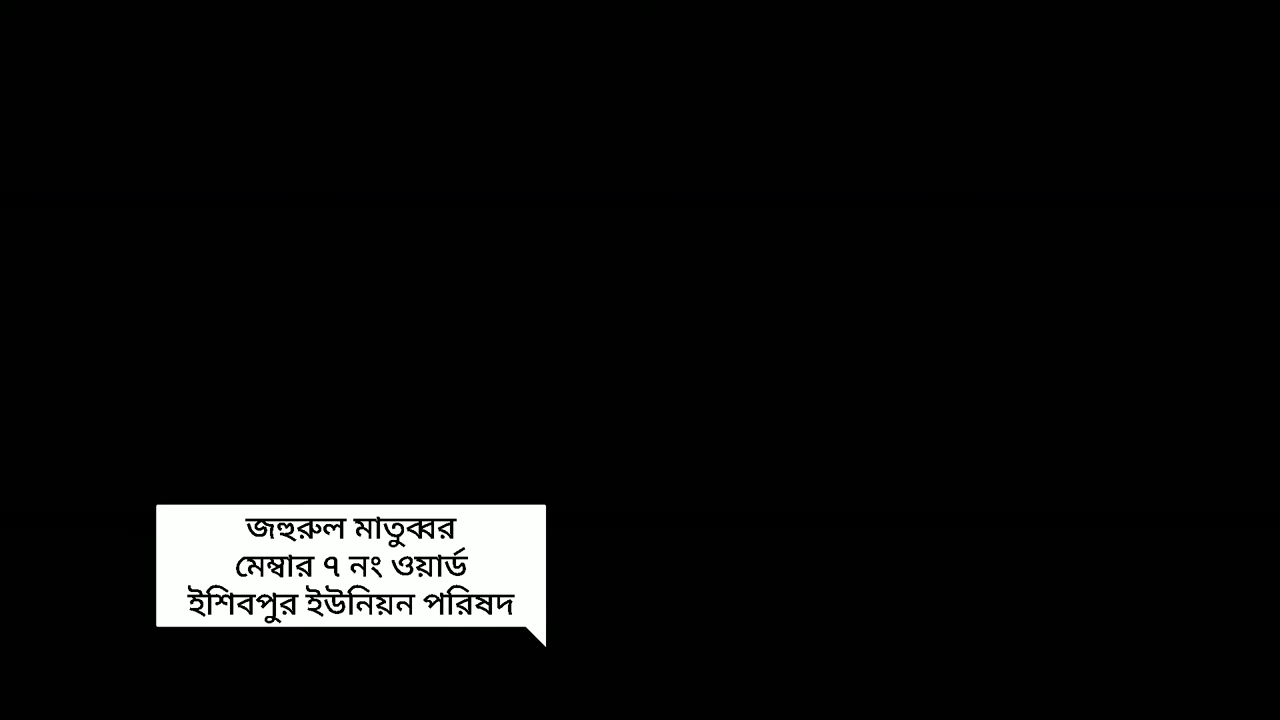 জহুরুল মাতুব্বর
মেম্বার ৭ নং ওয়ার্ড
ইশিবপুর ইউনিয়ন পরিষদ